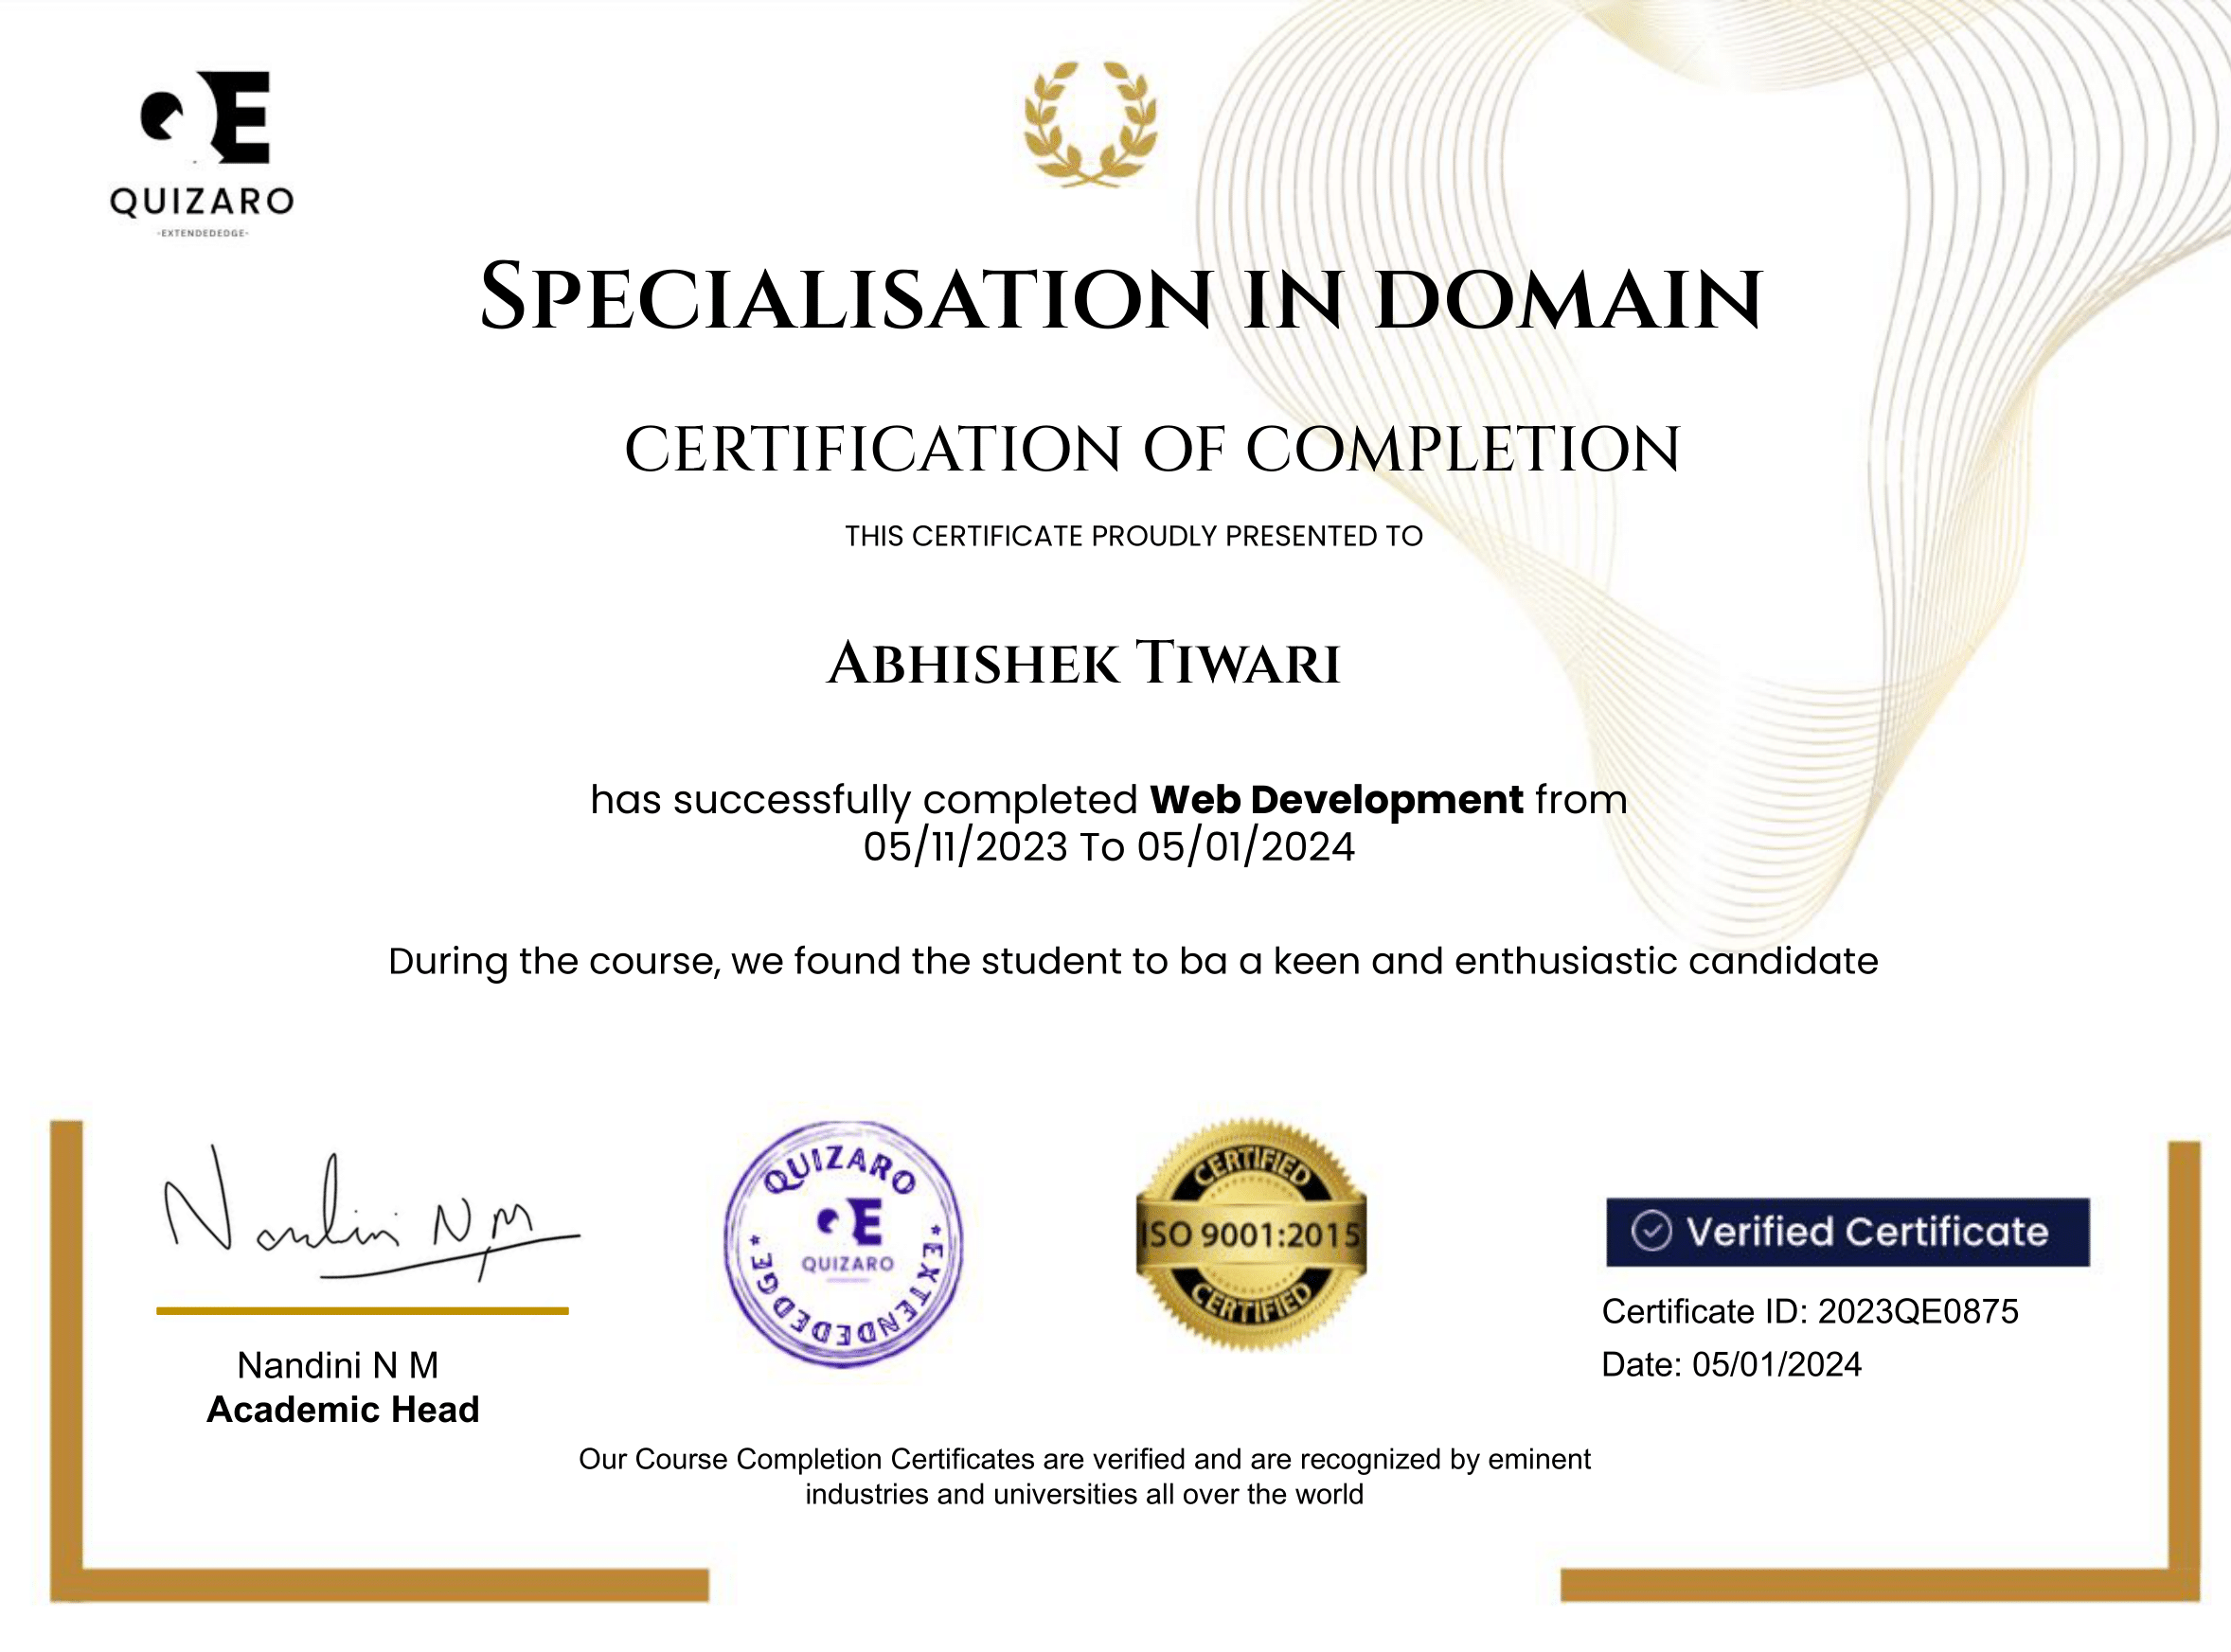 QE
QUIZARO
-EXTENDEDEDGE-
SPECIALISATION IN DOMAIN
CERTIFICATION OF COMPLETION
THIS CERTIFICATE PROUDLY PRESENTED TO
ABHISHEK TIWARI
has successfully completed Web Development from
05/11/2023 To 05/01/2024
During the course, we found the student to ba a keen and enthusiastic candidate
Nandini N M
Nandini N M
Academic Head
QUIZARO
QE
QUIZARO
* EXTENDEDEDGE *
CERTIFIED
ISO 9001:2015
CERTIFIED
Verified Certificate
Certificate ID: 2023QE0875
Date: 05/01/2024
Our Course Completion Certificates are verified and are recognized by eminent
industries and universities all over the world